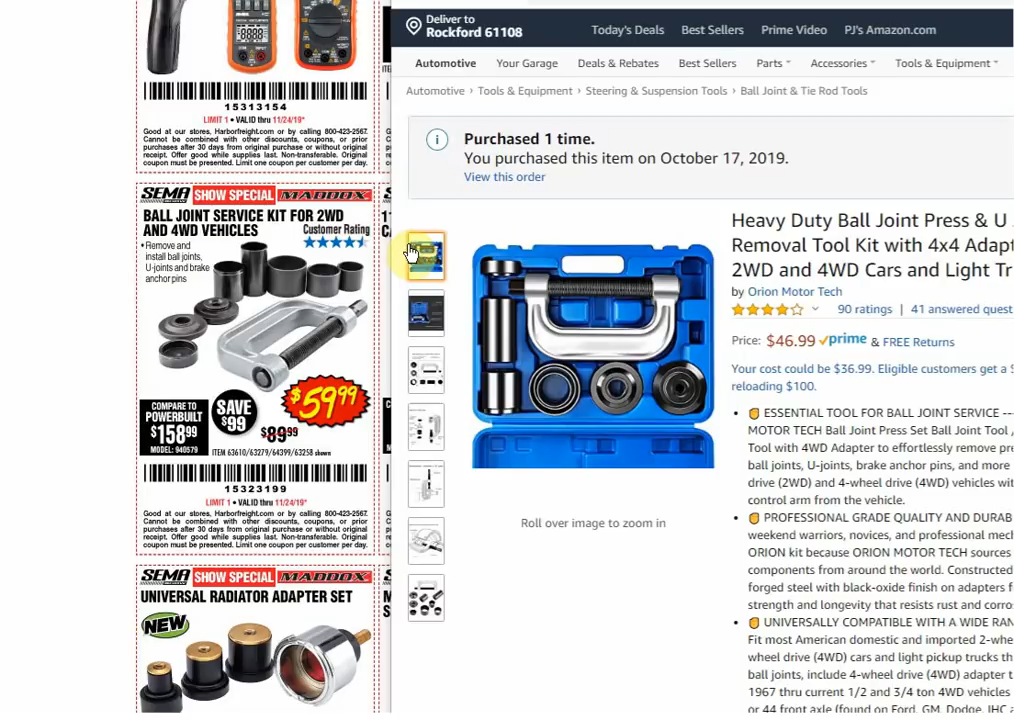 15313154
LIMIT 1 • VALID thru 11/24/19*
Good at our stores, Harborfreight.com or by calling 800-423-2567.
Cannot be combined with other discounts, coupons, or prior
purchases after 30 days from original purchase or without original
receipt. Offer good while supplies last. Non-transferable. Original
coupon must be presented. Limit one coupon per customer per day.
SEMA SHOW SPECIAL MADDOX
BALL JOINT SERVICE KIT FOR 2WD
AND 4WD VEHICLES
Customer Rating
• Remove and
install ball joints,
U-joints and brake
anchor pins
COMPARE TO
POWERBUILT
$158.99
MODEL: 940579
SAVE
$99
$89.99
$59.99
ITEM 63610/63279/64399/63258 shown
15323199
LIMIT 1 • VALID thru 11/24/19*
Good at our stores, Harborfreight.com or by calling 800-423-2567.
Cannot be combined with other discounts, coupons, or prior
purchases after 30 days from original purchase or without original
receipt. Offer good while supplies last. Non-transferable. Original
coupon must be presented. Limit one coupon per customer per day.
SEMA SHOW SPECIAL MADDOX
UNIVERSAL RADIATOR ADAPTER SET
NEW
Deliver to
Rockford 61108
Today's Deals Best Sellers Prime Video PJ's Amazon.com
Automotive Your Garage Deals & Rebates Best Sellers Parts Accessories Tools & Equipment
Automotive › Tools & Equipment › Steering & Suspension Tools › Ball Joint & Tie Rod Tools
Purchased 1 time.
You purchased this item on October 17, 2019.
View this order
Roll over image to zoom in
Heavy Duty Ball Joint Press & U
Removal Tool Kit with 4x4 Adapt
2WD and 4WD Cars and Light Tr
by Orion Motor Tech
90 ratings | 41 answered quest
Price: $46.99 prime & FREE Returns
Your cost could be $36.99. Eligible customers get a
reloading $100.
• ESSENTIAL TOOL FOR BALL JOINT SERVICE --
MOTOR TECH Ball Joint Press Set Ball Joint Tool
Tool with 4WD Adapter to effortlessly remove pre
ball joints, U-joints, brake anchor pins, and more
drive (2WD) and 4-wheel drive (4WD) vehicles wit
control arm from the vehicle.
• PROFESSIONAL GRADE QUALITY AND DURAB
weekend warriors, novices, and professional mech
ORION kit because ORION MOTOR TECH sources
components from around the world. Constructed
forged steel with black-oxide finish on adapters f
strength and longevity that resists rust and corro
• UNIVERSALLY COMPATIBLE WITH A WIDE RAN
Fit most American domestic and imported 2-whe
wheel drive (4WD) cars and light pickup trucks th
ball joints, include 4-wheel drive (4WD) adapter t
1967 thru current 1/2 and 3/4 ton 4WD vehicles
or 44 front axle (found on Ford, GM, Dodge, IHC a